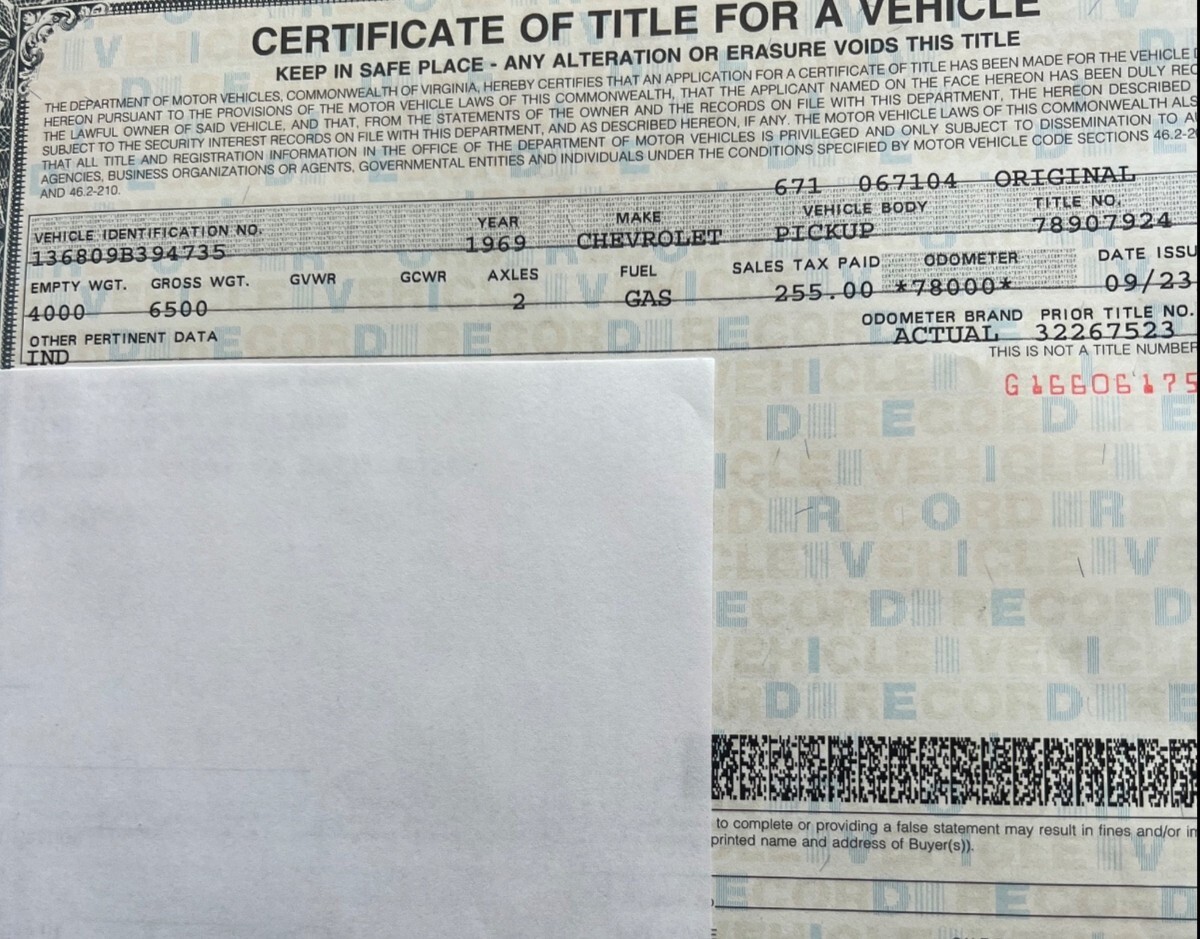 CERTIFICATE OF TITLE FOR A VEHICLE
KEEP IN SAFE PLACE - ANY ALTERATION OR ERASURE VOIDS THIS TITLE
THE DEPARTMENT OF MOTOR VEHICLES, COMMONWEALTH OF VIRGINIA, HEREBY CERTIFIES THAT AN APPLICATION FOR A CERTIFICATE OF TITLE HAS BEEN MADE FOR THE VEHICLE
HEREON PURSUANT TO THE PROVISIONS OF THE MOTOR VEHICLE LAWS OF THIS COMMONWEALTH, THAT THE APPLICANT NAMED ON THE FACE HEREON HAS BEEN DULY REC
THE LAWFUL OWNER OF SAID VEHICLE, AND THAT, FROM THE STATEMENTS OF THE OWNER AND THE RECORDS ON FILE WITH THIS DEPARTMENT, THE HEREON DESCRIBED
SUBJECT TO THE SECURITY INTEREST RECORDS ON FILE WITH THIS DEPARTMENT, AND AS DESCRIBED HEREON, IF ANY. THE MOTOR VEHICLE LAWS OF THIS COMMONWEALTH ALS
THAT ALL TITLE AND REGISTRATION INFORMATION IN THE OFFICE OF THE DEPARTMENT OF MOTOR VEHICLES IS PRIVILEGED AND ONLY SUBJECT TO DISSEMINATION TO
AGENCIES, BUSINESS ORGANIZATIONS OR AGENTS, GOVERNMENTAL ENTITIES AND INDIVIDUALS UNDER THE CONDITIONS SPECIFIED BY MOTOR VEHICLE CODE SECTIONS 46.2-2
AND 46.2-210.
671 067104 ORIGINAL
VEHICLE IDENTIFICATION NO. YEAR MAKE VEHICLE BODY TITLE NO.
136809B394735 1969 CHEVROLET PICKUP 78907924
EMPTY WGT. GROSS WGT. GVWR GCWR AXLES FUEL SALES TAX PAID ODOMETER DATE ISSU
4000 6500 2 GAS 255.00 *78000* 09/23
OTHER PERTINENT DATA ODOMETER BRAND PRIOR TITLE NO.
IND ACTUAL 32267523
THIS IS NOT A TITLE NUMBER
G16606175
to complete or providing a false statement may result in fines and/or in
printed name and address of Buyer(s)).